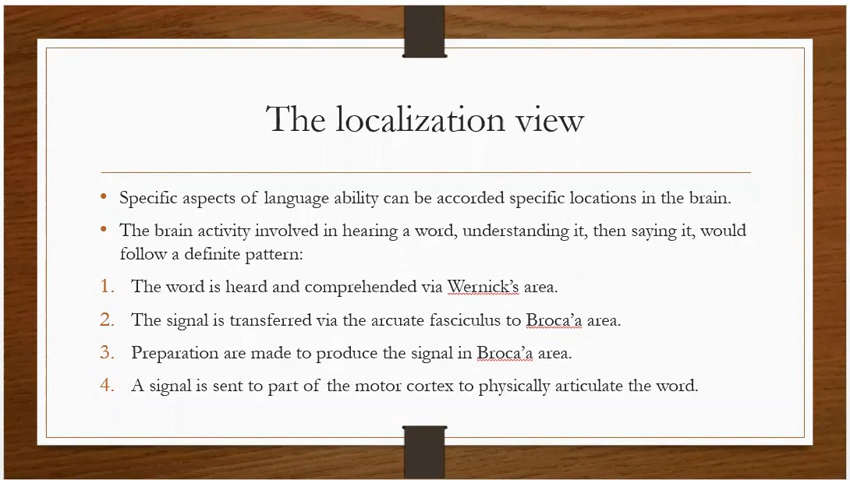 The localization view
• Specific aspects of language ability can be accorded specific locations in the brain.
• The brain activity involved in hearing a word, understanding it, then saying it, would
follow a definite pattern:
1. The word is heard and comprehended via Wernick's area.
2. The signal is transferred via the arcuate fasciculus to Broca'a area.
3. Preparation are made to produce the signal in Broca'a area.
4. A signal is sent to part of the motor cortex to physically articulate the word.